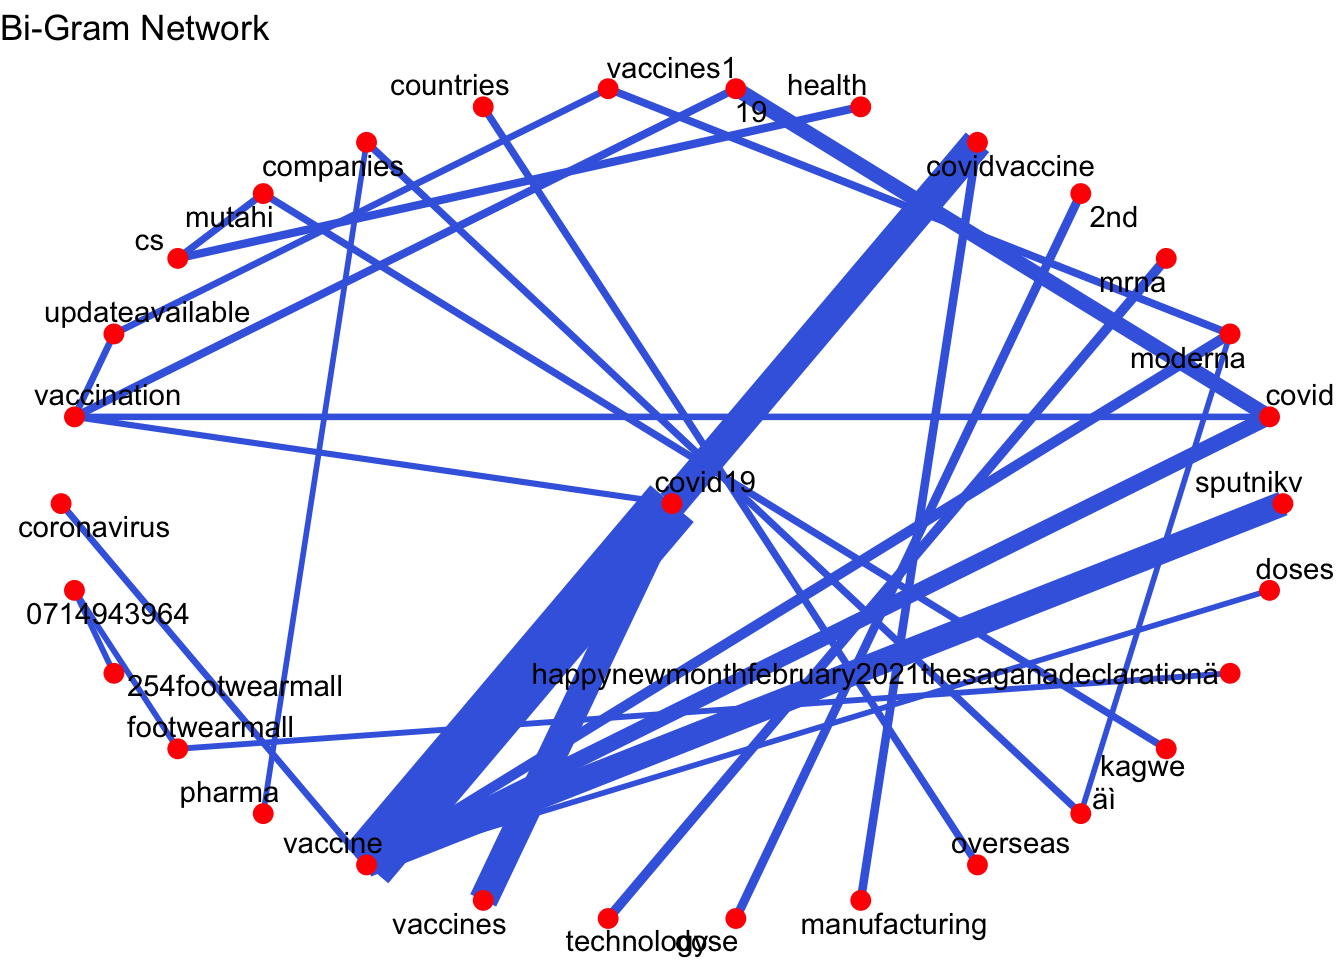 Bi-Gram Network
vaccines1
countries
health
19
companies
covidvaccine
mutahi
2nd
cs
mrna
updateavailable
moderna
vaccination
covid
covid19
sputnikv
coronavirus
doses
0714943964
happynewmonthfebruary2021thesaganadeclarationä
254footwearmall
footwearmall
kagwe
pharma
äì
vaccine
overseas
vaccines
manufacturing
technology
dose